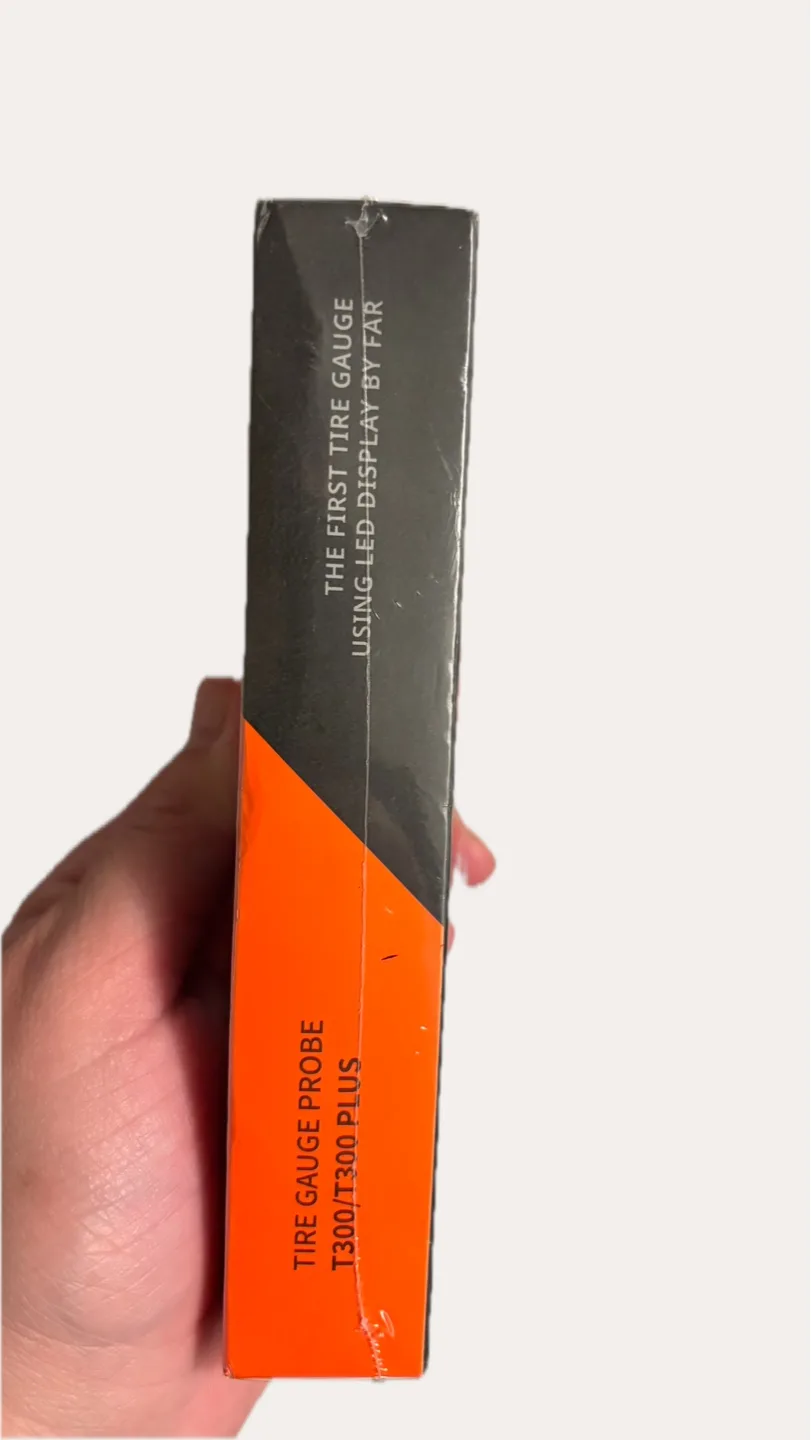 THE FIRST TIRE GAUGE
USING LED DISPLAY BY FAR
TIRE GAUGE PROBE
T300/T300 PLUS